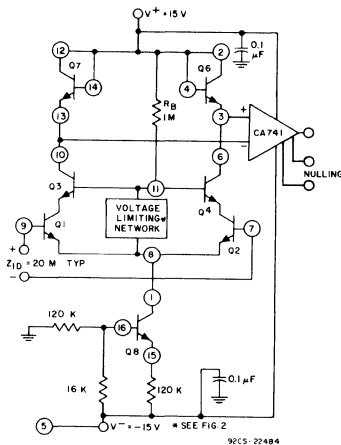 V+ = 15 V
12
2
0.1 μF
Q7
Q6
14
4
RB
1M
13
3
+
CA741
-
10
6
NULLING
Q3
11
Q4
VOLTAGE
LIMITING*
NETWORK
9
Q1
7
Q2
+
ZID = 20 M TYP
-
8
1
120 K
16
Q8
15
16 K
120 K
0.1 μF
5
V- = -15 V
* SEE FIG. 2
92CS-22484